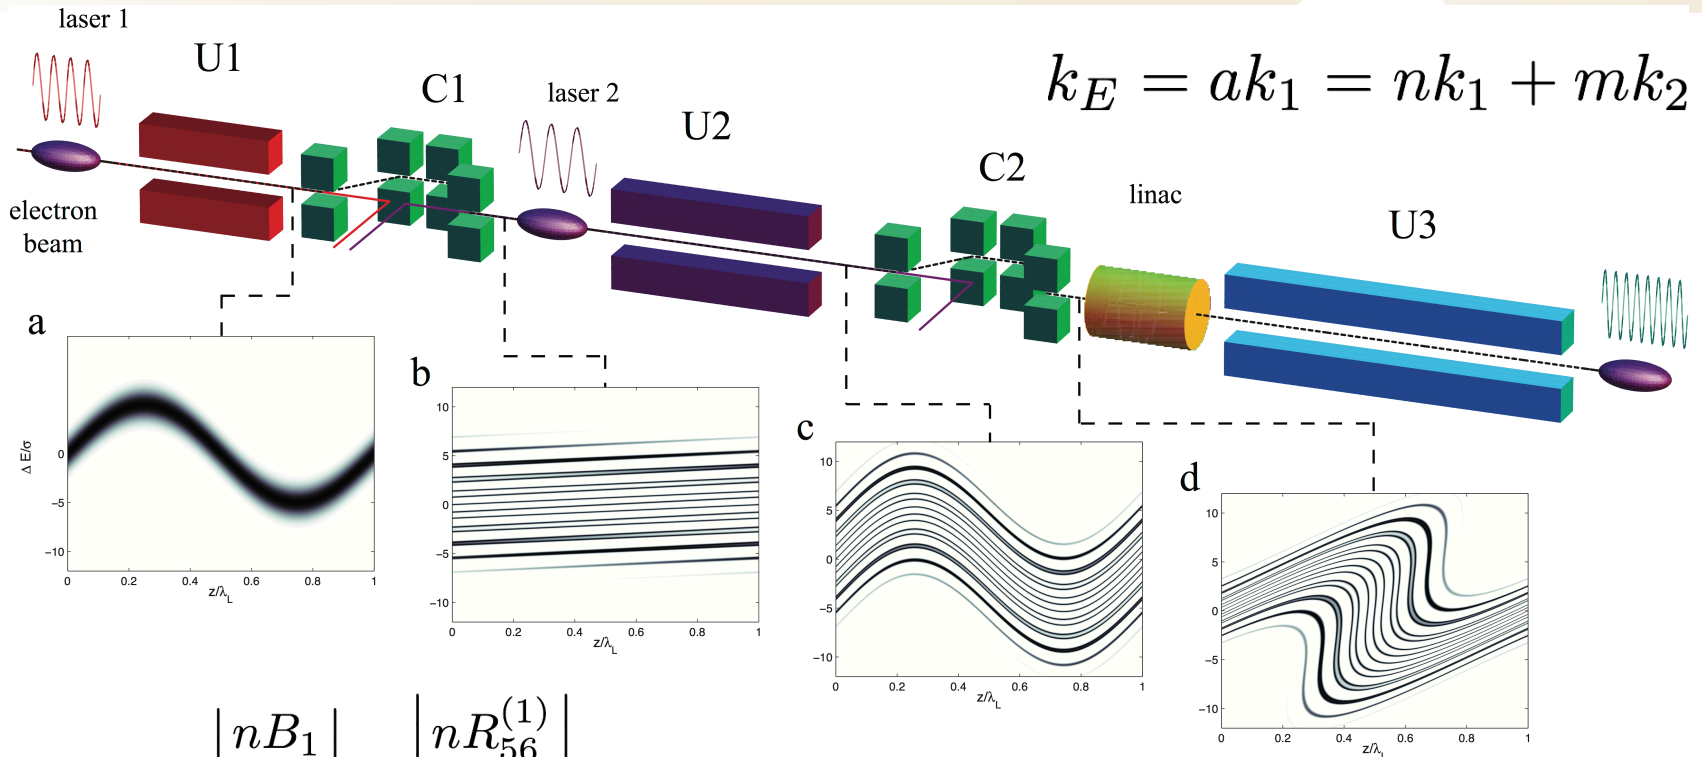 laser 1
U1
C1
laser 2
U2
C2
linac
U3
electron
beam
k_E = ak_1 = nk_1 + mk_2
a
Δ E/σ
0
−5
−10
0 0.2 0.4 0.6 0.8 1
z/λ_L
b
10
5
0
−5
−10
0 0.2 0.4 0.6 0.8 1
z/λ_L
c
10
5
0
−5
−10
0 0.2 0.4 0.6 0.8 1
z/λ_L
d
10
5
0
−5
−10
0 0.2 0.4 0.6 0.8 1
z/λ_L
|nB_1| |nR_{56}^{(1)}|